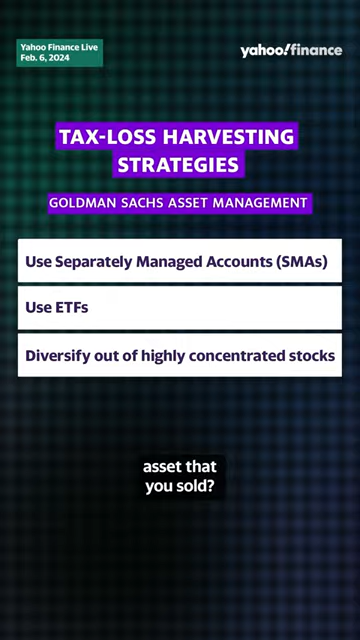 Yahoo Finance Live
Feb. 6, 2024
yahoo!finance
TAX-LOSS HARVESTING
STRATEGIES
GOLDMAN SACHS ASSET MANAGEMENT
Use Separately Managed Accounts (SMAs)
Use ETFs
Diversify out of highly concentrated stocks
asset that
you sold?